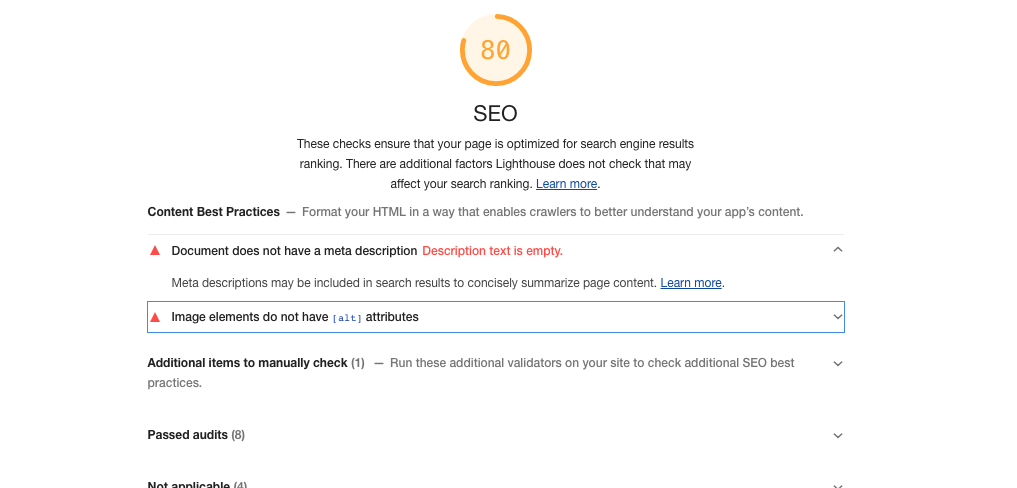 80
SEO
These checks ensure that your page is optimized for search engine results
ranking. There are additional factors Lighthouse does not check that may
affect your search ranking. Learn more.
Content Best Practices — Format your HTML in a way that enables crawlers to better understand your app’s content.
Document does not have a meta description Description text is empty.
Meta descriptions may be included in search results to concisely summarize page content. Learn more.
Image elements do not have [alt] attributes
Additional items to manually check (1) — Run these additional validators on your site to check additional SEO best
practices.
Passed audits (8)
Not applicable (4)